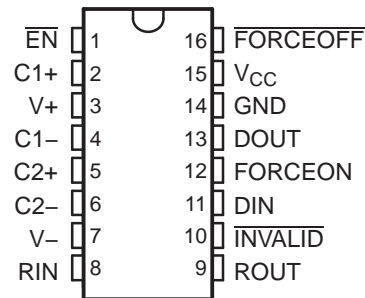 EN 1 16 FORCEOFF
C1+ 2 15 VCC
V+ 3 14 GND
C1− 4 13 DOUT
C2+ 5 12 FORCEON
C2− 6 11 DIN
V− 7 10 INVALID
RIN 8 9 ROUT